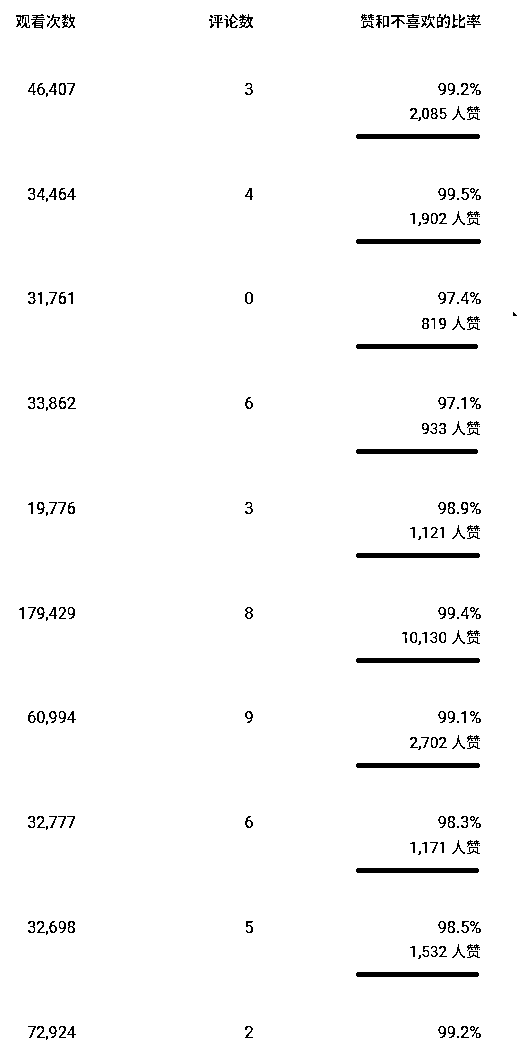 观看次数 评论数 赞和不喜欢的比率
46,407 3 99.2%
2,085 人赞
34,464 4 99.5%
1,902 人赞
31,761 0 97.4%
819 人赞
33,862 6 97.1%
933 人赞
19,776 3 98.9%
1,121 人赞
179,429 8 99.4%
10,130 人赞
60,994 9 99.1%
2,702 人赞
32,777 6 98.3%
1,171 人赞
32,698 5 98.5%
1,532 人赞
72,924 2 99.2%